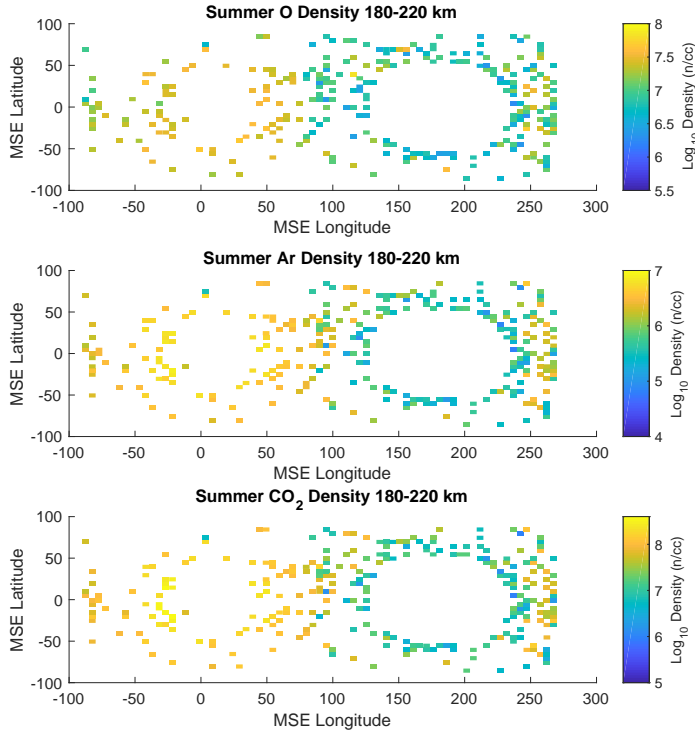 Summer O Density 180-220 km
100
50
0
-50
-100
MSE Latitude
-100 -50 0 50 100 150 200 250 300
MSE Longitude
8
7.5
7
6.5
6
5.5
Density (n/cc)
Summer Ar Density 180-220 km
100
50
0
-50
-100
MSE Latitude
-100 -50 0 50 100 150 200 250 300
MSE Longitude
7
6
5
4
Log₁₀ Density (n/cc)
Summer CO₂ Density 180-220 km
100
50
0
-50
-100
MSE Latitude
-100 -50 0 50 100 150 200 250 300
MSE Longitude
8
7
6
5
Log₁₀ Density (n/cc)